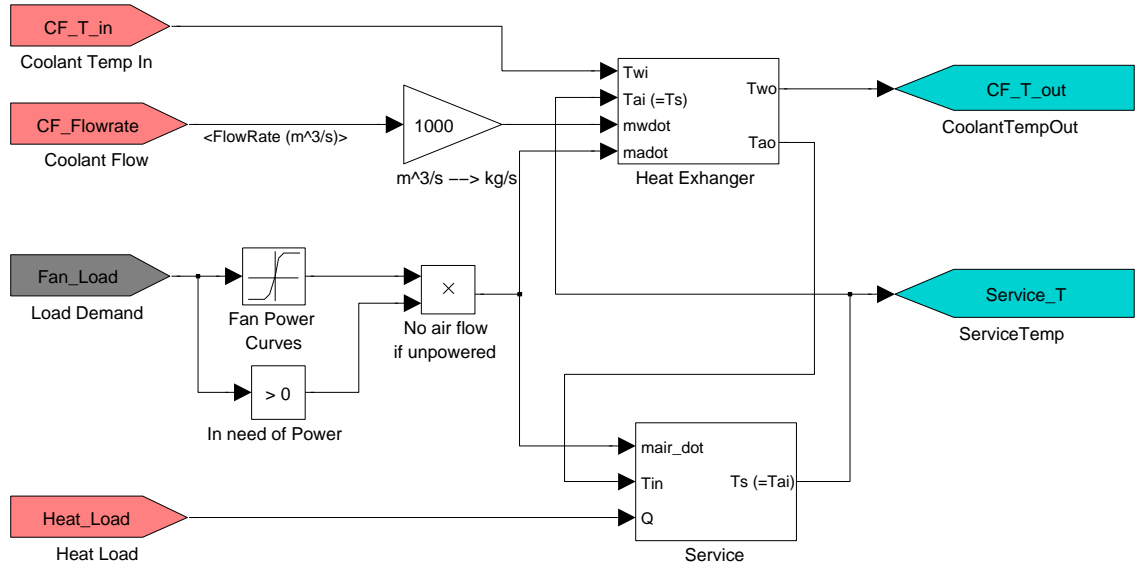 CF_T_in
Coolant Temp In
CF_Flowrate
Coolant Flow
<FlowRate (m^3/s)>
1000
m^3/s −−> kg/s
Twi
Tai (=Ts)
mwdot
madot
Two
Tao
Heat Exhanger
CF_T_out
CoolantTempOut
Fan_Load
Load Demand
Fan Power
Curves
> 0
In need of Power
×
No air flow
if unpowered
Service_T
ServiceTemp
mair_dot
Tin
Q
Ts (=Tai)
Service
Heat_Load
Heat Load